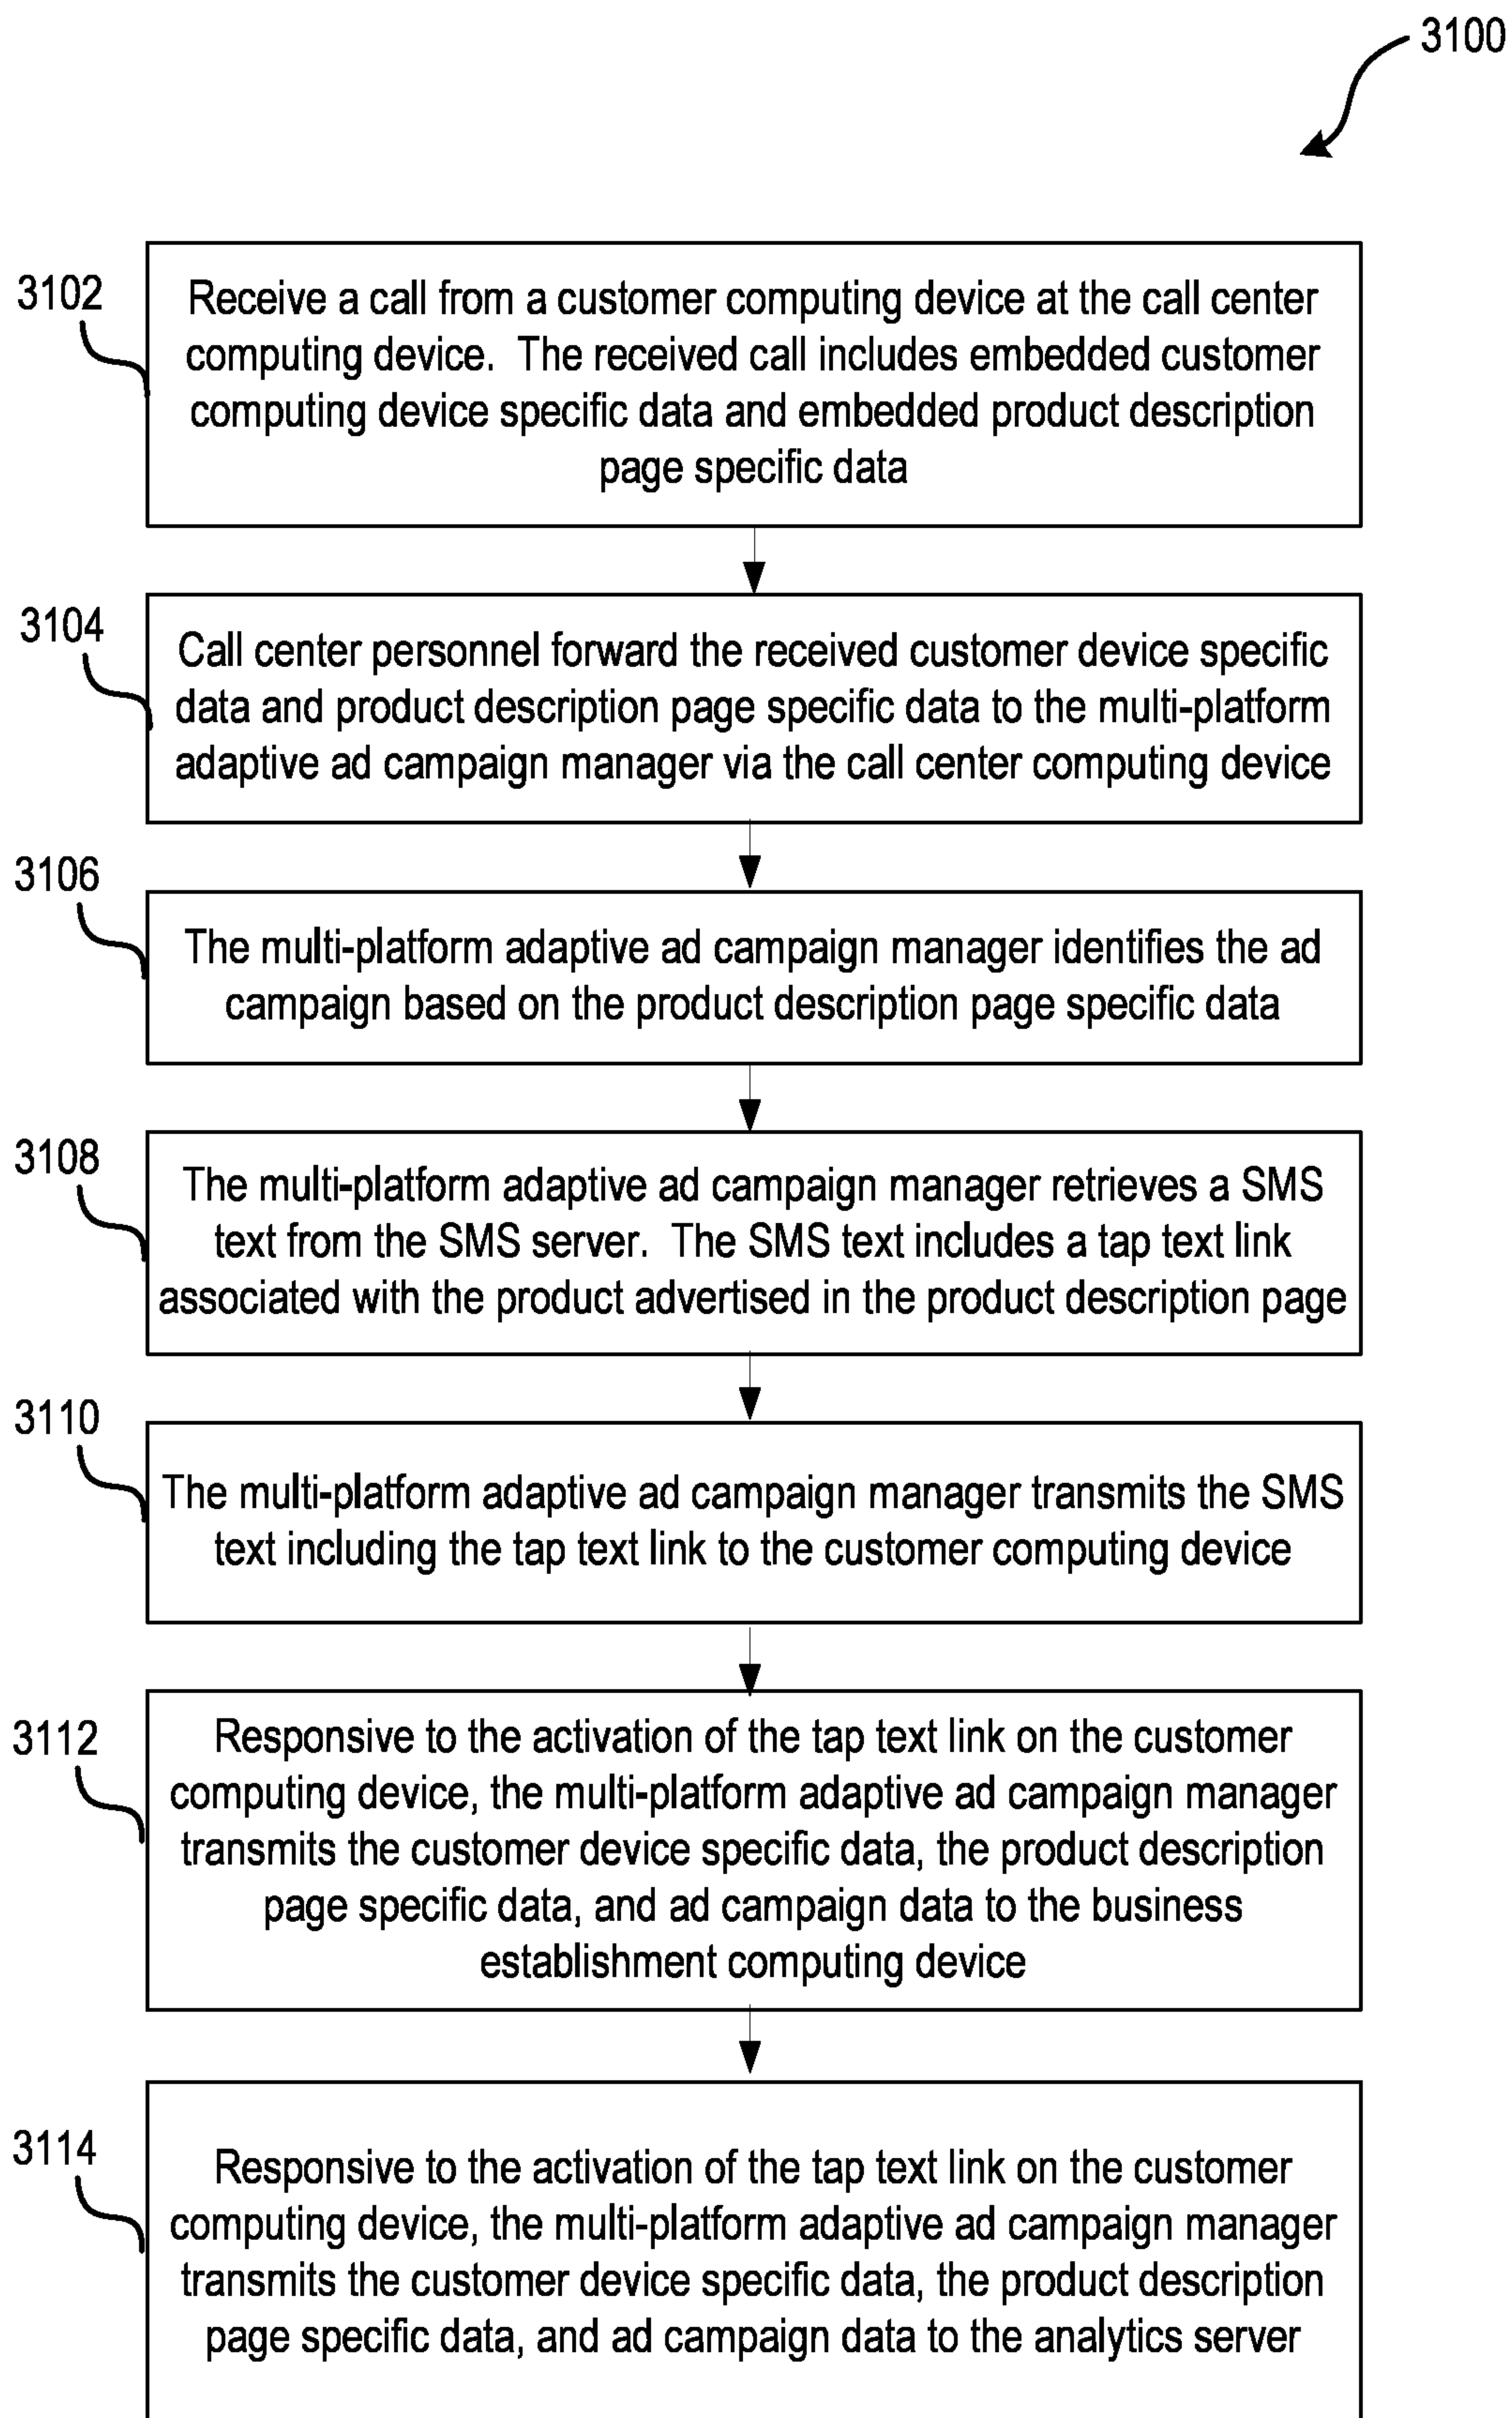 3100
3102
Receive a call from a customer computing device at the call center
computing device.  The received call includes embedded customer
computing device specific data and embedded product description
page specific data
3104
Call center personnel forward the received customer device specific
data and product description page specific data to the multi-platform
adaptive ad campaign manager via the call center computing device
3106
The multi-platform adaptive ad campaign manager identifies the ad
campaign based on the product description page specific data
3108
The multi-platform adaptive ad campaign manager retrieves a SMS
text from the SMS server.  The SMS text includes a tap text link
associated with the product advertised in the product description page
3110
The multi-platform adaptive ad campaign manager transmits the SMS
text including the tap text link to the customer computing device
3112
Responsive to the activation of the tap text link on the customer
computing device, the multi-platform adaptive ad campaign manager
transmits the customer device specific data, the product description
page specific data, and ad campaign data to the business
establishment computing device
3114
Responsive to the activation of the tap text link on the customer
computing device, the multi-platform adaptive ad campaign manager
transmits the customer device specific data, the product description
page specific data, and ad campaign data to the analytics server